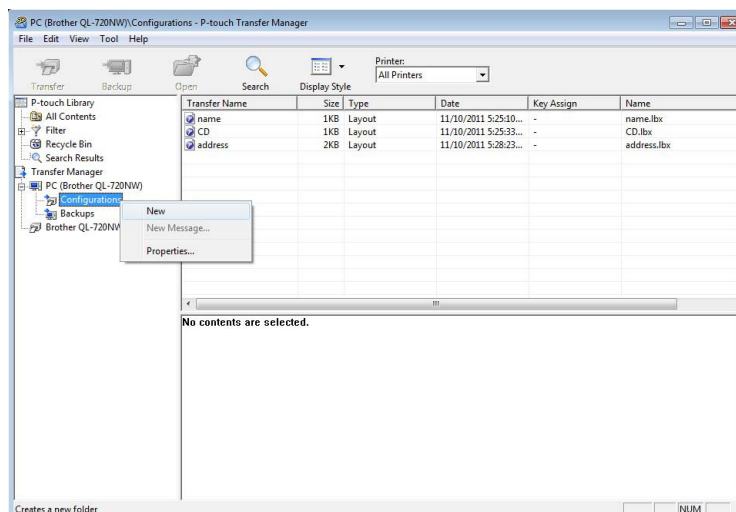 PC (Brother QL-720NW)\Configurations - P-touch Transfer Manager
File Edit View Tool Help
Transfer Backup Open Search Display Style
Printer:
All Printers
P-touch Library
All Contents
Filter
Recycle Bin
Search Results
Transfer Manager
PC (Brother QL-720NW)
Configurations
Backups
Brother QL-720NW
New
New Message...
Properties...
Transfer Name Size Type Date Key Assign Name
name 1KB Layout 11/10/2011 5:25:10... - name.lbx
CD 1KB Layout 11/10/2011 5:25:33... - CD.lbx
address 2KB Layout 11/10/2011 5:28:23... - address.lbx
No contents are selected.
Creates a new folder
NUM